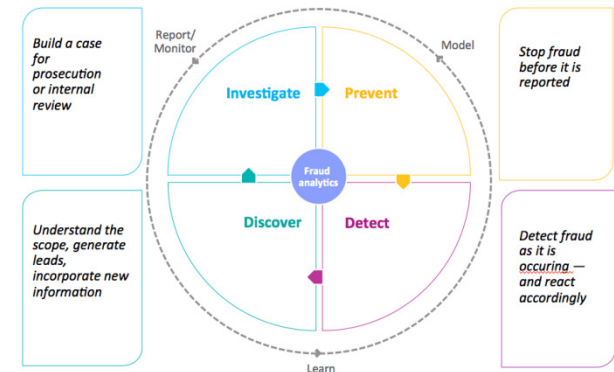 Build a case
for
prosecution
or internal
review
Report/
Monitor
Model
Stop fraud
before it is
reported
Investigate
Prevent
Fraud
analytics
Discover
Detect
Understand the
scope, generate
leads,
incorporate new
information
Detect fraud
as it is
occuring —
and react
accordingly
Learn